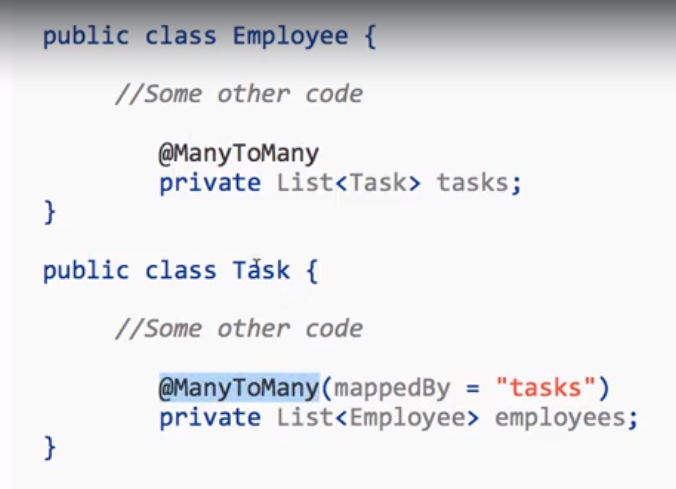 public class Employee {
//Some other code
@ManyToMany
private List<Task> tasks;
}
public class Task {
//Some other code
@ManyToMany(mappedBy = "tasks")
private List<Employee> employees;
}